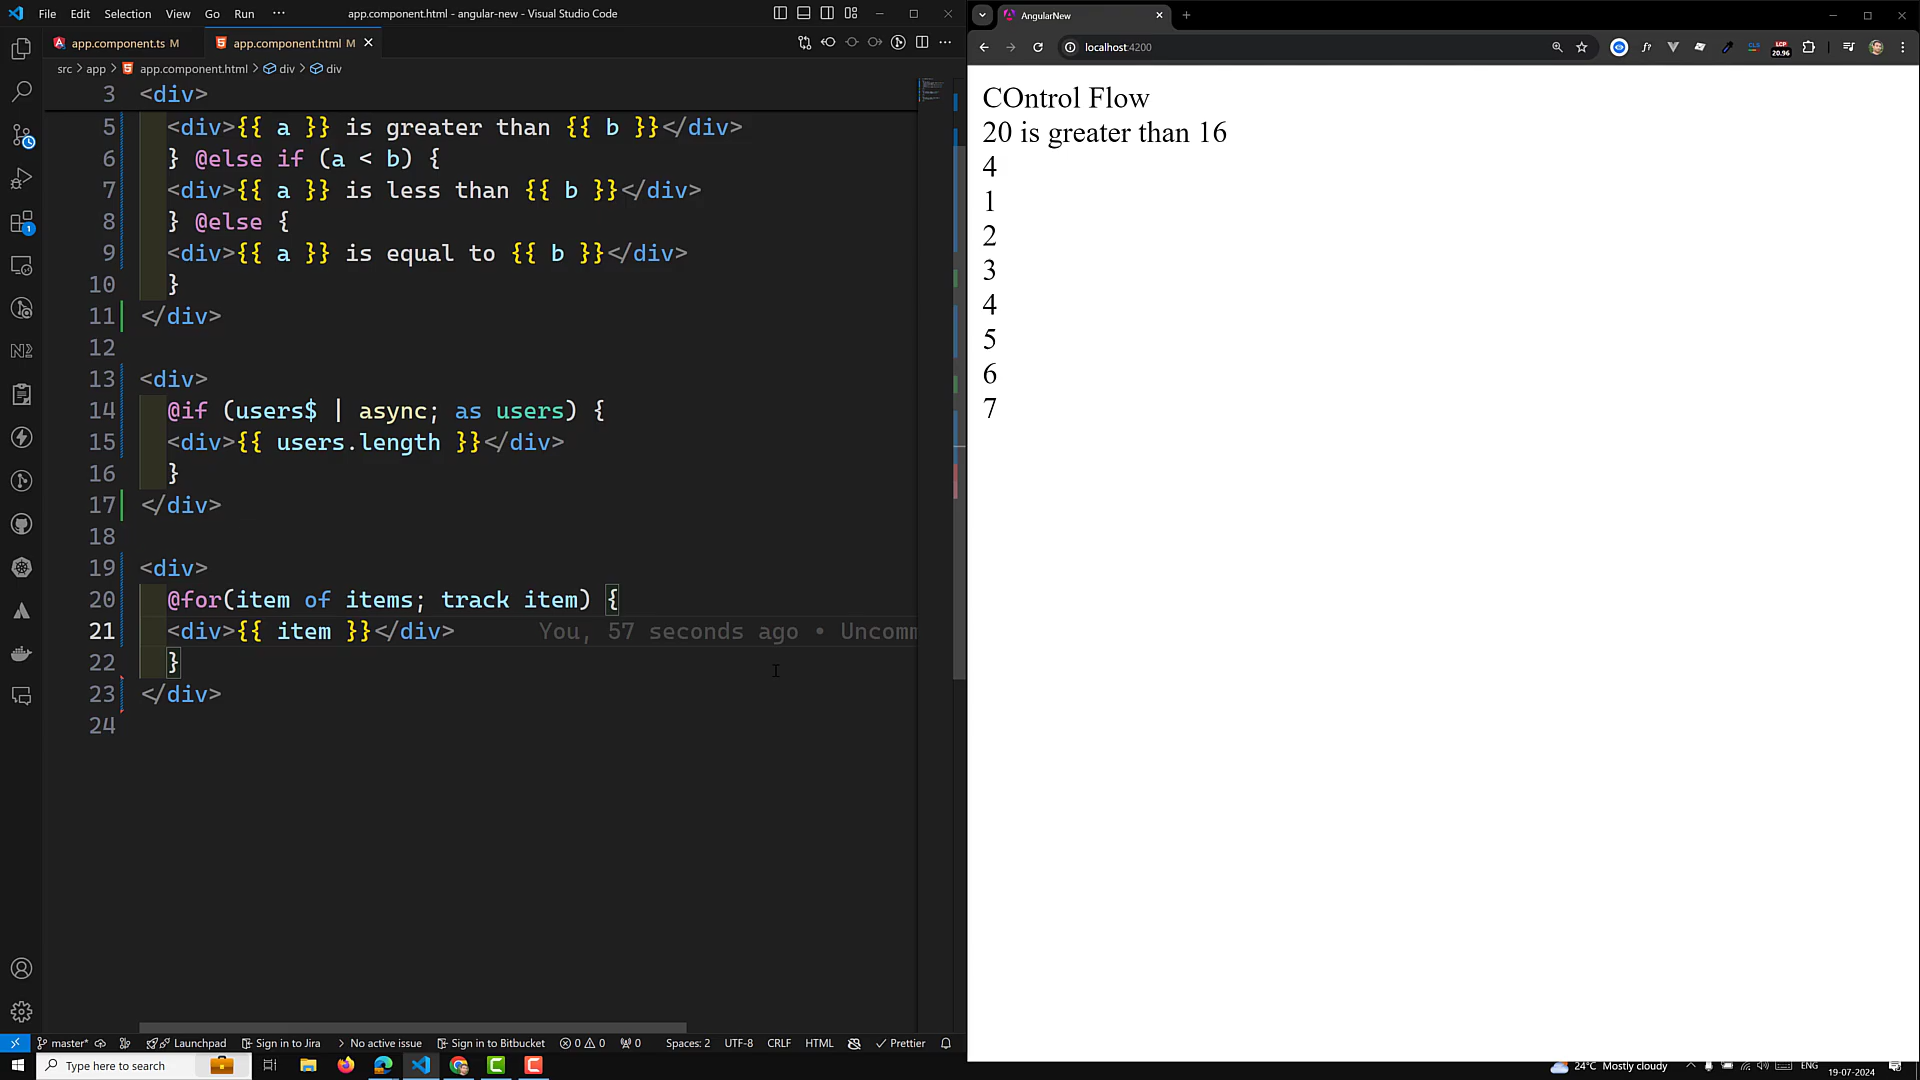 File Edit Selection View Go Run ··· app.component.html - angular-new - Visual Studio Code
app.component.ts M app.component.html M
src > app > app.component.html > div > div
3 <div>
5 <div>{{ a }} is greater than {{ b }}</div>
6 } @else if (a < b) {
7 <div>{{ a }} is less than {{ b }}</div>
8 } @else {
9 <div>{{ a }} is equal to {{ b }}</div>
10 }
11 </div>
12
13 <div>
14 @if (users$ | async; as users) {
15 <div>{{ users.length }}</div>
16 }
17 </div>
18
19 <div>
20 @for(item of items; track item) {
21 <div>{{ item }}</div> You, 57 seconds ago • Uncomm
22 }
23 </div>
24
master* Launchpad Sign in to Jira No active issue Sign in to Bitbucket 0 0 0 Spaces: 2 UTF-8 CRLF HTML Prettier
Type here to search
AngularNew
localhost:4200
f?
CLS
LCP
20.96
COntrol Flow
20 is greater than 16
4
1
2
3
4
5
6
7
24°C Mostly cloudy ENG 19-07-2024